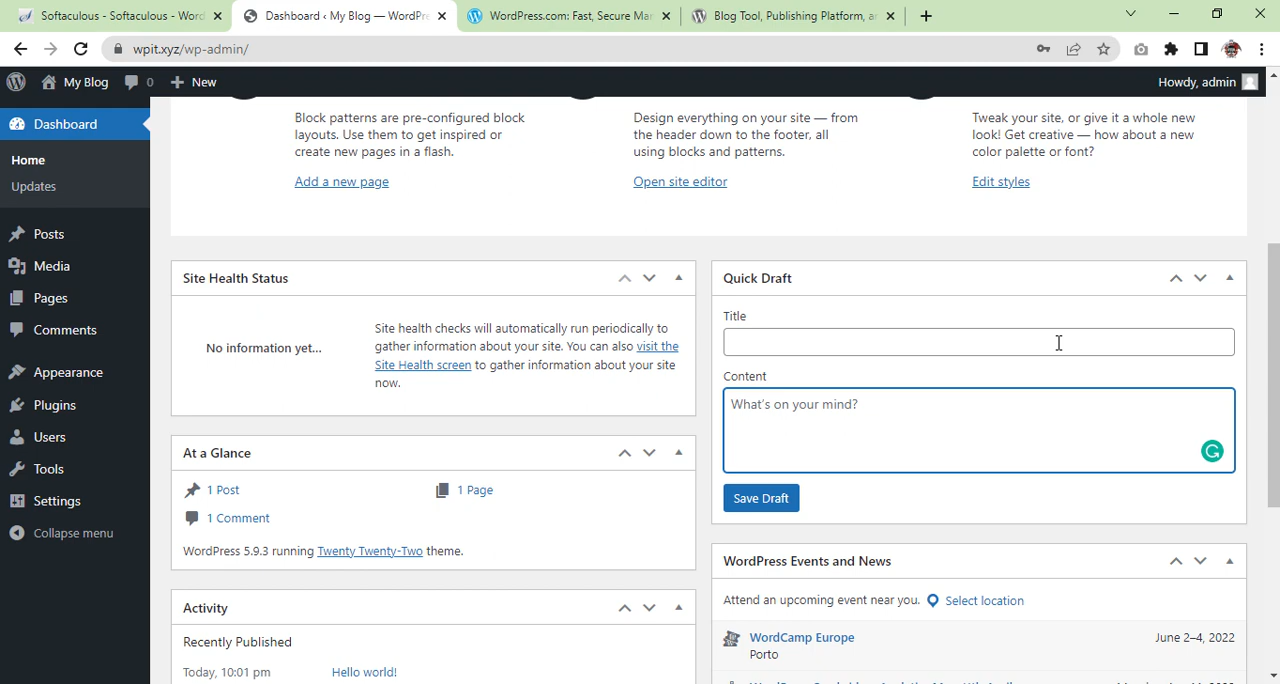 Softaculous - Softaculous - Word
Dashboard ‹ My Blog — WordPre
WordPress.com: Fast, Secure Man
Blog Tool, Publishing Platform, a
wpit.xyz/wp-admin/
My Blog
0
New
Howdy, admin
Dashboard
Home
Updates
Posts
Media
Pages
Comments
Appearance
Plugins
Users
Tools
Settings
Collapse menu
Block patterns are pre-configured block
layouts. Use them to get inspired or
create new pages in a flash.
Add a new page
Design everything on your site — from
the header down to the footer, all
using blocks and patterns.
Open site editor
Tweak your site, or give it a whole new
look! Get creative — how about a new
color palette or font?
Edit styles
Site Health Status
No information yet...
Site health checks will automatically run periodically to
gather information about your site. You can also visit the
Site Health screen to gather information about your site
now.
At a Glance
1 Post
1 Page
1 Comment
WordPress 5.9.3 running Twenty Twenty-Two theme.
Activity
Recently Published
Today, 10:01 pm
Hello world!
Quick Draft
Title
Content
What's on your mind?
Save Draft
WordPress Events and News
Attend an upcoming event near you.
Select location
WordCamp Europe
June 2–4, 2022
Porto